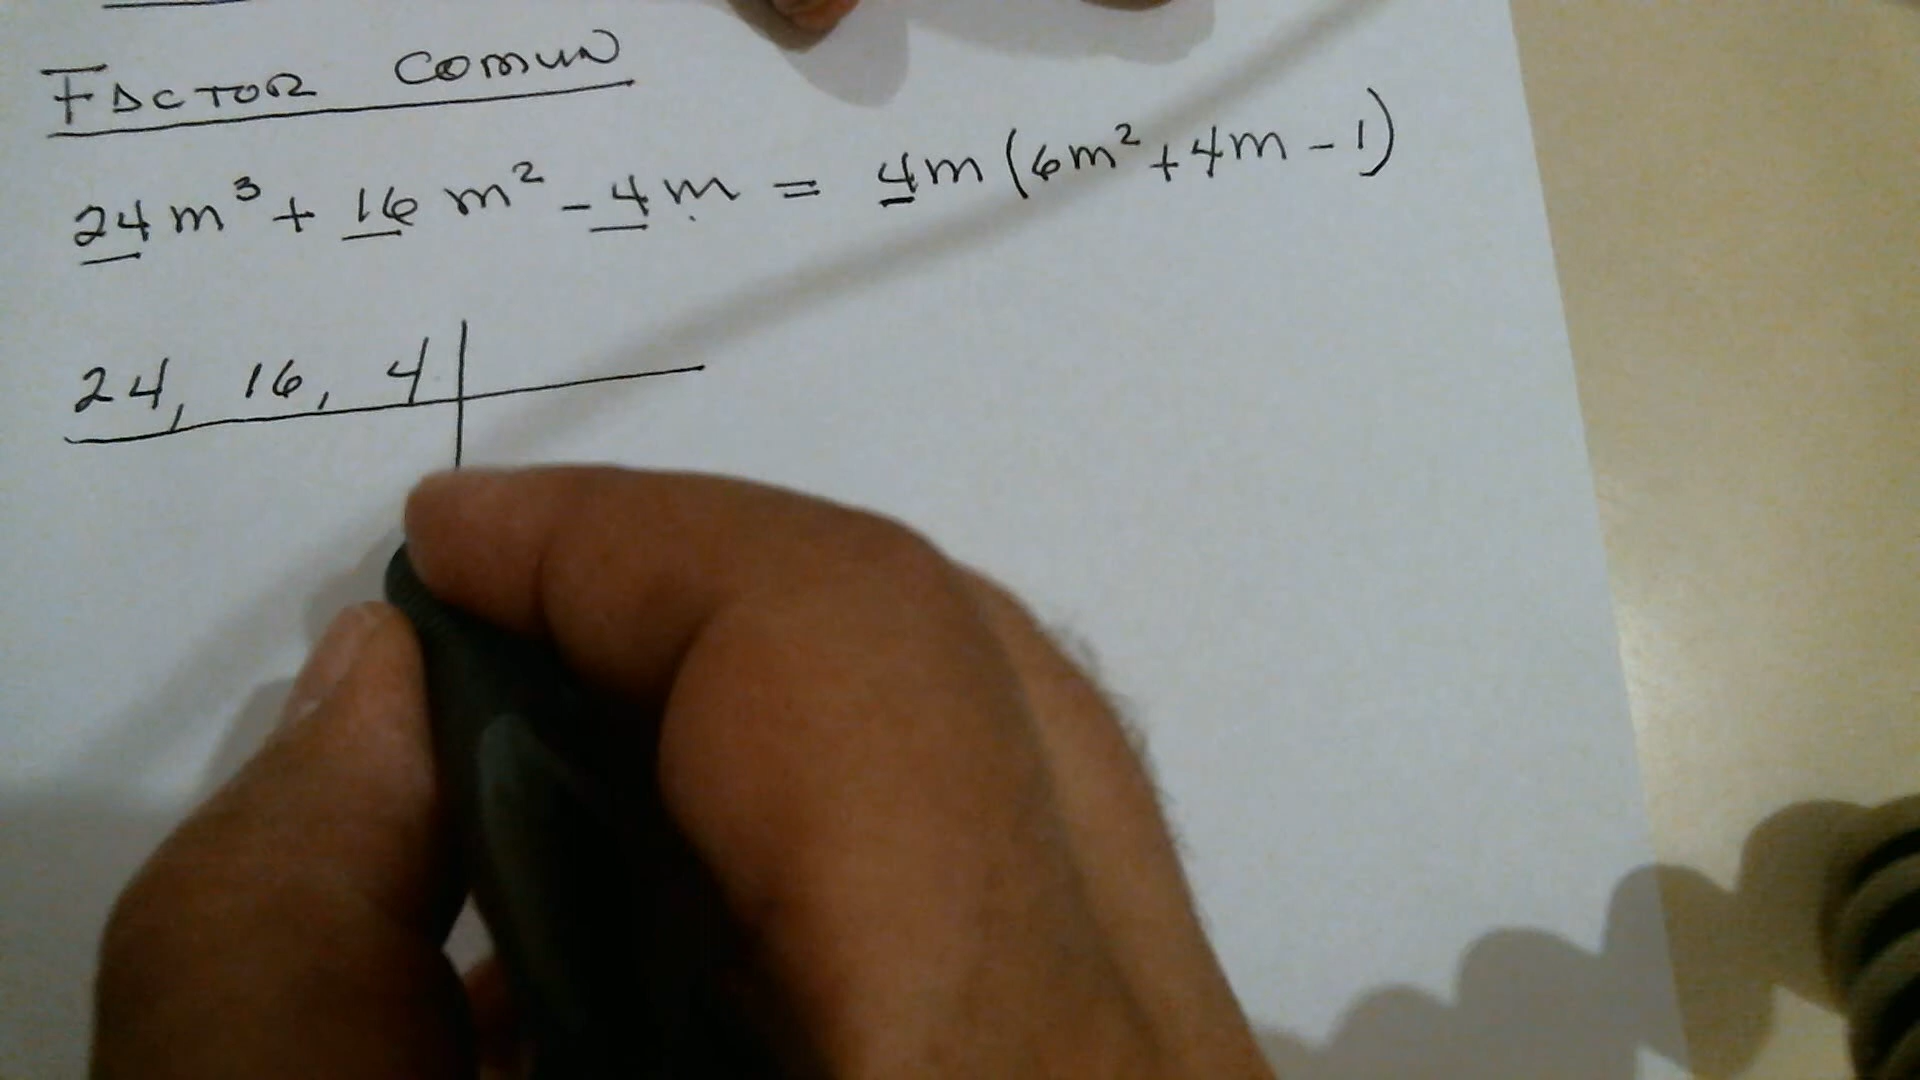 FACTOR COMUN
24m³ + 16m² - 4m = 4m(6m² + 4m - 1)
24, 16, 4